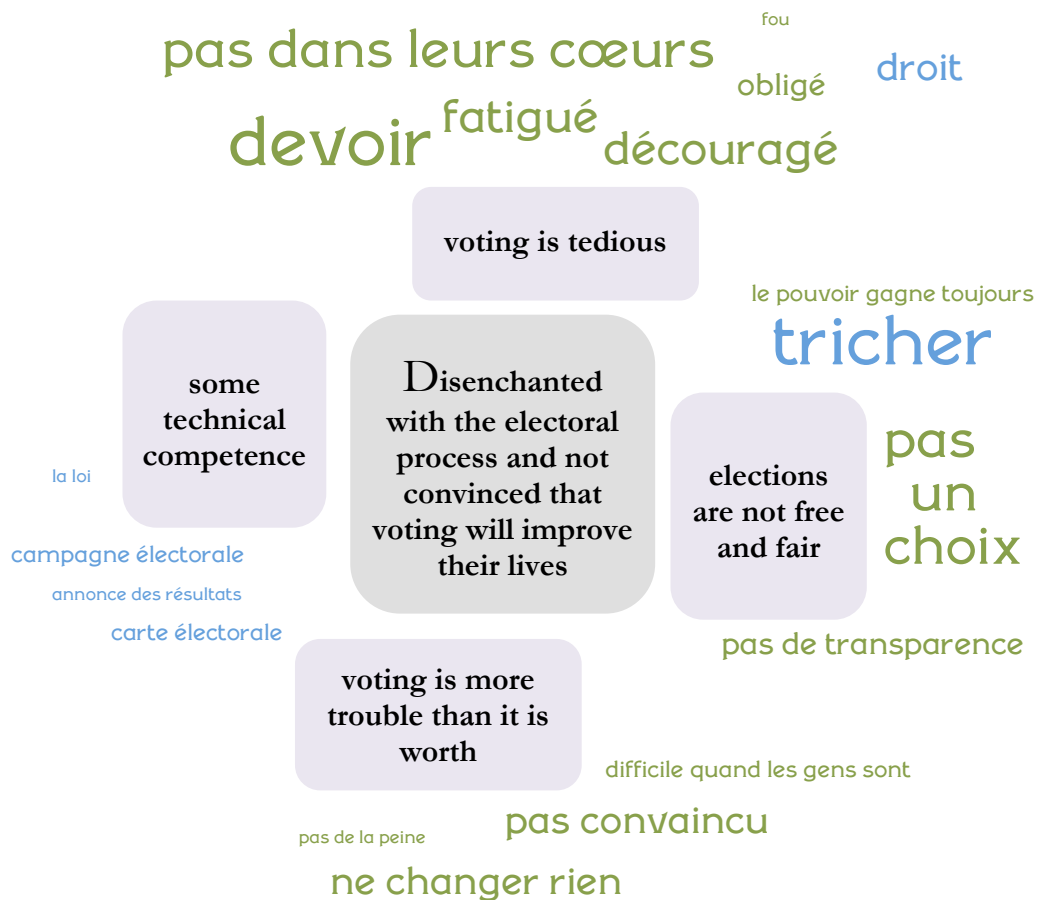 fou
pas dans leurs cœurs
droit
obligé
fatigué
devoir
découragé
voting is tedious
le pouvoir gagne toujours
tricher
some
technical
competence
Disenchanted
with the electoral
process and not
convinced that
voting will improve
their lives
elections
are not free
and fair
pas
un
choix
la loi
campagne électorale
annonce des résultats
carte électorale
pas de transparence
voting is more
trouble than it is
worth
difficile quand les gens sont
pas convaincu
pas de la peine
ne changer rien